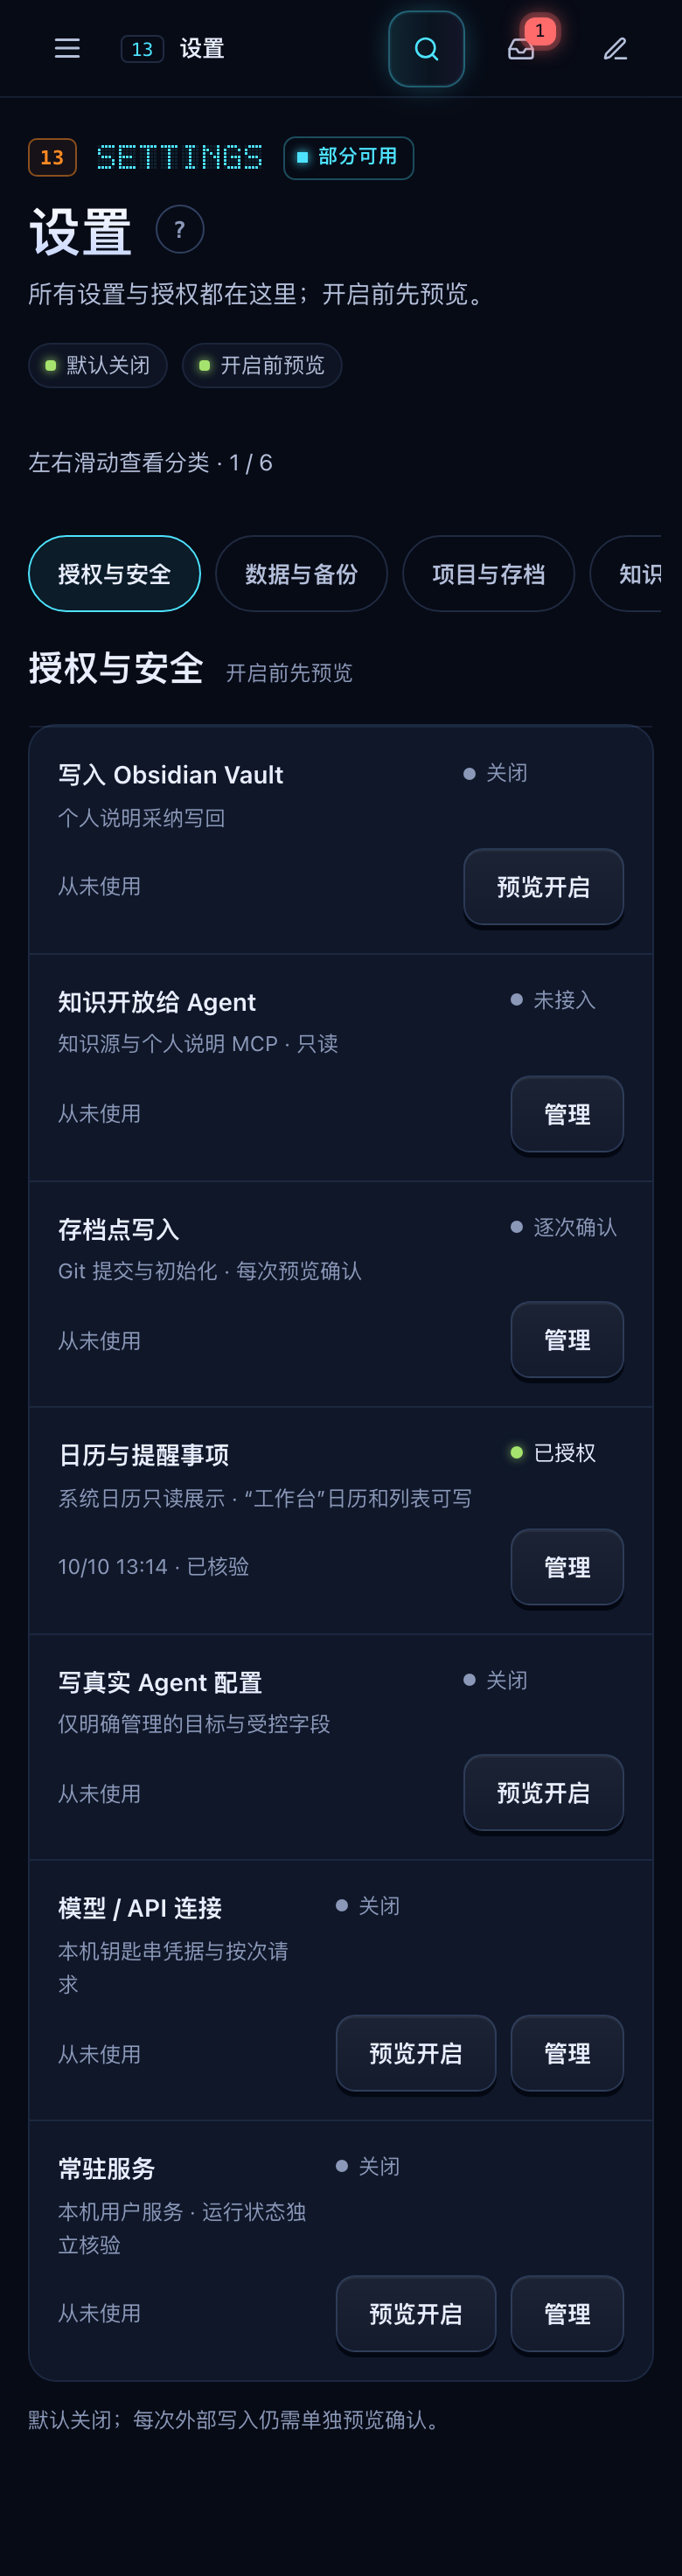 13 设置
1
13 SETTINGS 部分可用
设置 ?
所有设置与授权都在这里；开启前先预览。
默认关闭 开启前预览
左右滑动查看分类 · 1 / 6
授权与安全 数据与备份 项目与存档 知识
授权与安全 开启前先预览
写入 Obsidian Vault 关闭
个人说明采纳写回
从未使用 预览开启
知识开放给 Agent 未接入
知识源与个人说明 MCP · 只读
从未使用 管理
存档点写入 逐次确认
Git 提交与初始化 · 每次预览确认
从未使用 管理
日历与提醒事项 已授权
系统日历只读展示 · “工作台”日历和列表可写
10/10 13:14 · 已核验 管理
写真实 Agent 配置 关闭
仅明确管理的目标与受控字段
从未使用 预览开启
模型 / API 连接 关闭
本机钥匙串凭据与按次请
求
从未使用 预览开启 管理
常驻服务 关闭
本机用户服务 · 运行状态独
立核验
从未使用 预览开启 管理
默认关闭；每次外部写入仍需单独预览确认。